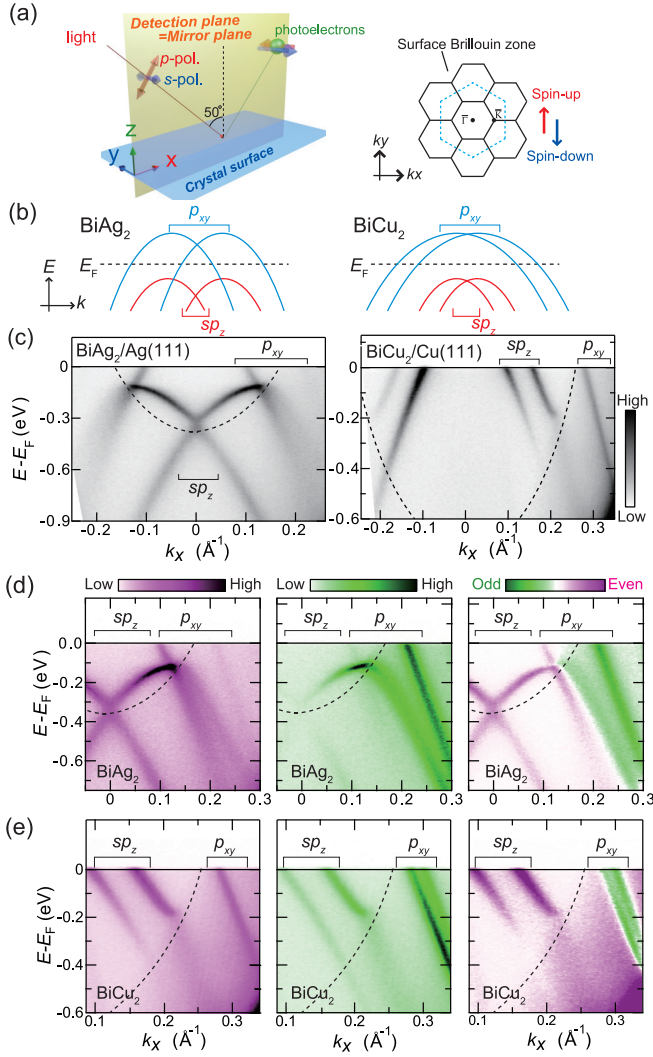 (a)
Detection plane
=Mirror plane
light
photoelectrons
p-pol.
s-pol.
50°
z
y
x
Crystal surface
Surface Brillouin zone
Γ̅
K̅
Spin-up
Spin-down
ky
kx
(b)
BiAg2
pxy
EF
E
k
spz
BiCu2
pxy
EF
spz
(c)
BiAg2/Ag(111)
pxy
BiCu2/Cu(111)
spz
pxy
0
-0.3
-0.6
-0.9
E-EF (eV)
spz
-0.2
-0.1
0
0.1
0.2
kx (Å-1)
0
-0.2
-0.4
-0.6
-0.2
-0.1
0
0.1
0.2
0.3
kx (Å-1)
High
Low
(d)
Low
High
Low
High
Odd
Even
spz
pxy
spz
pxy
spz
pxy
0.0
-0.2
-0.4
-0.6
E-EF (eV)
BiAg2
BiAg2
BiAg2
0
0.1
0.2
0.3
0
0.1
0.2
0.3
0
0.1
0.2
0.3
(e)
spz
pxy
spz
pxy
spz
pxy
0
-0.2
-0.4
-0.6
E-EF (eV)
BiCu2
BiCu2
BiCu2
0.1
0.2
0.3
0.1
0.2
0.3
0.1
0.2
0.3
kx (Å-1)
kx (Å-1)
kx (Å-1)